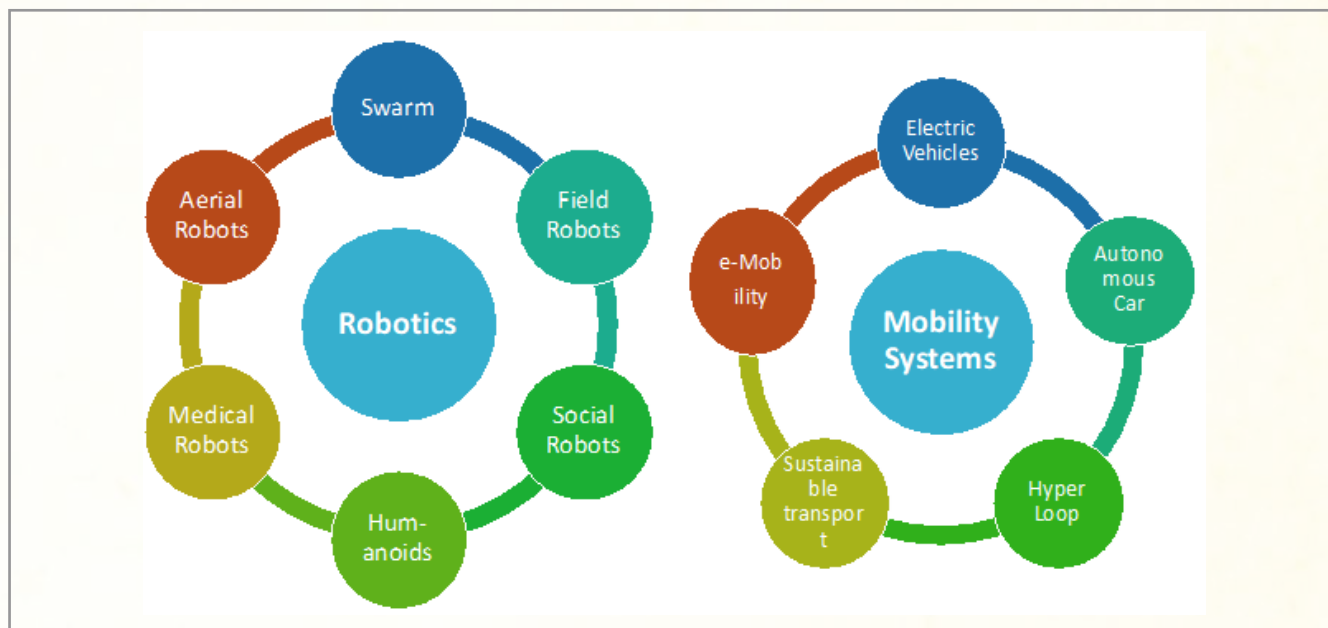 Swarm
Aerial
Robots
Field
Robots
Robotics
Medical
Robots
Social
Robots
Hum-
anoids
Electric
Vehicles
e-Mob
ility
Autono
mous
Car
Mobility
Systems
Sustaina
ble
transpor
t
Hyper
Loop